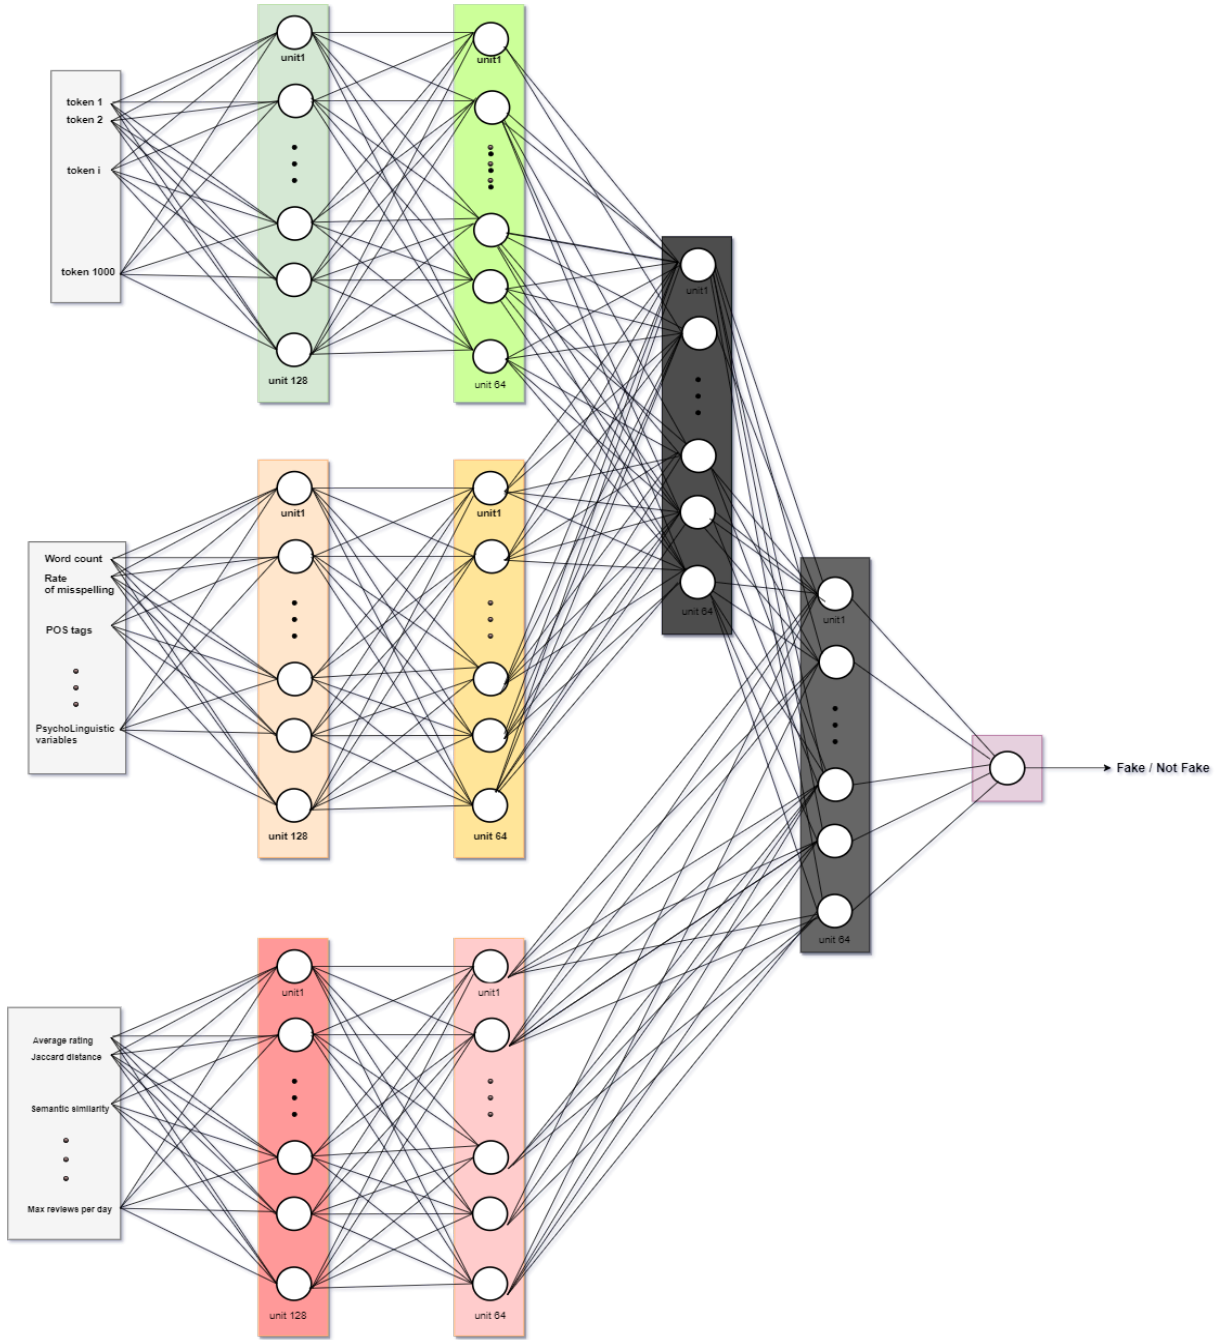 token 1
token 2
token i
token 1000
unit1
unit 128
unit1
unit 64
Word count
Rate
of misspelling
POS tags
PsychoLinguistic
variables
unit1
unit 128
unit1
unit 64
Average rating
Jaccard distance
Semantic similarity
Max reviews per day
unit1
unit 128
unit1
unit 64
unit1
unit 64
unit1
unit 64
Fake / Not Fake